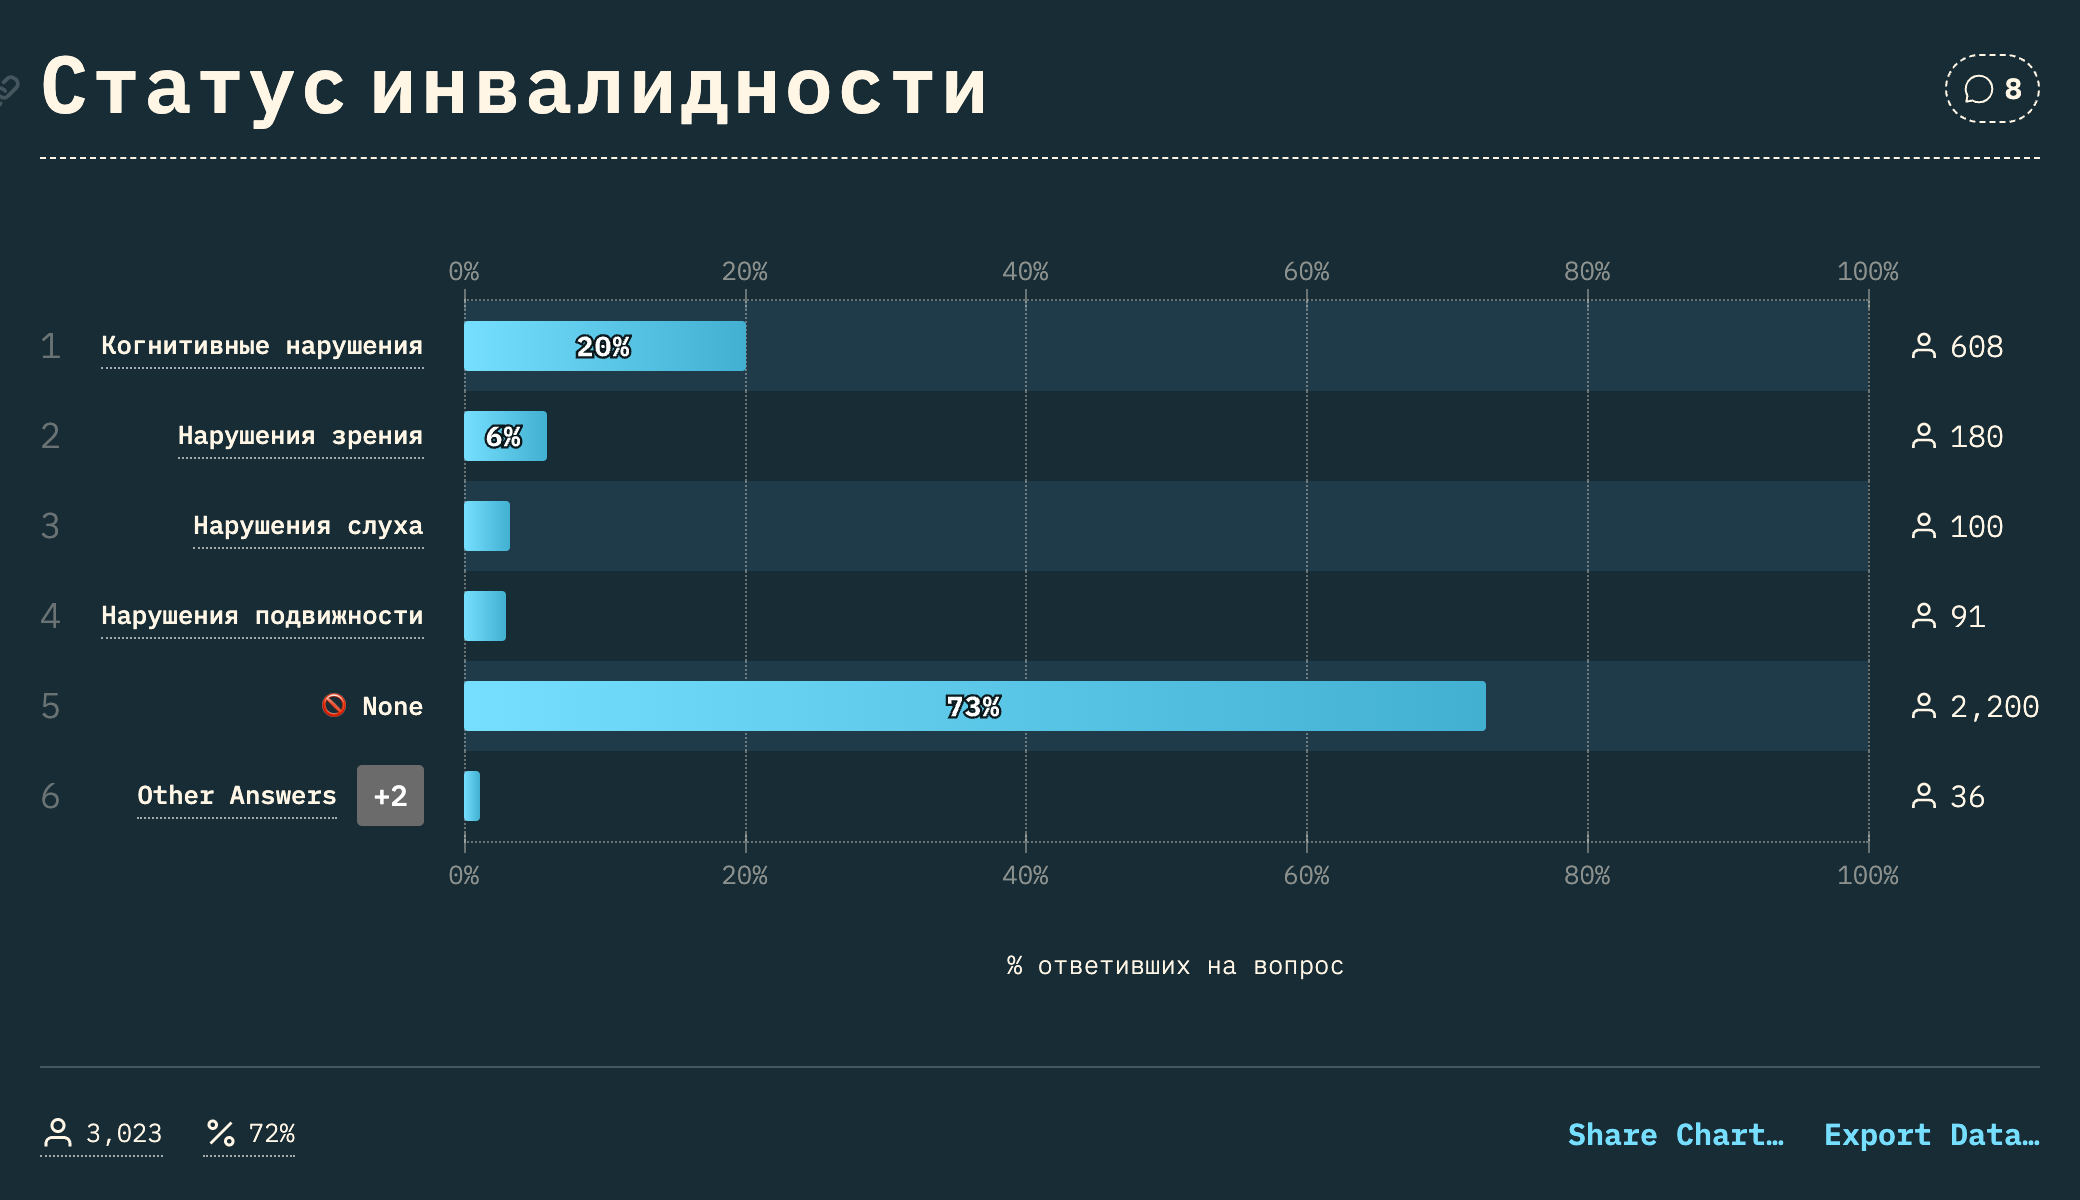 Статус инвалидности
8
0% 20% 40% 60% 80% 100%
1 Когнитивные нарушения 20% 608
2 Нарушения зрения 6% 180
3 Нарушения слуха 100
4 Нарушения подвижности 91
5 None 73% 2,200
6 Other Answers +2 36
0% 20% 40% 60% 80% 100%
% ответивших на вопрос
3,023 72% Share Chart… Export Data…